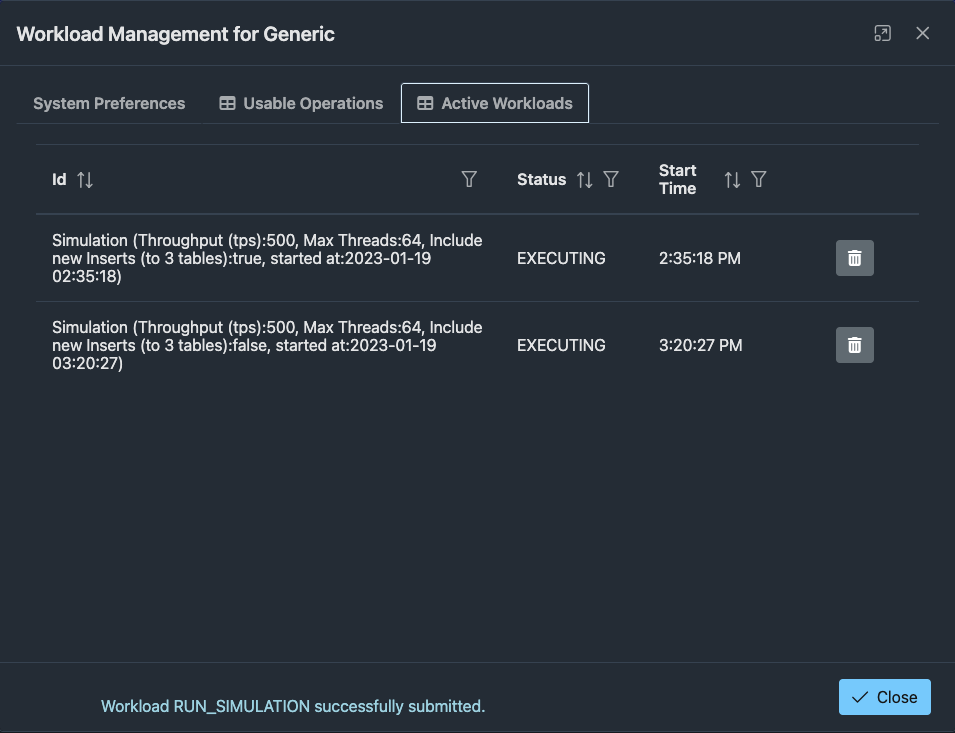 Workload Management for Generic
System Preferences Usable Operations Active Workloads
Id Status Start
Time
Simulation (Throughput (tps):500, Max Threads:64, Include
new Inserts (to 3 tables):true, started at:2023-01-19
02:35:18)
EXECUTING 2:35:18 PM
Simulation (Throughput (tps):500, Max Threads:64, Include
new Inserts (to 3 tables):false, started at:2023-01-19
03:20:27)
EXECUTING 3:20:27 PM
Workload RUN_SIMULATION successfully submitted.
Close